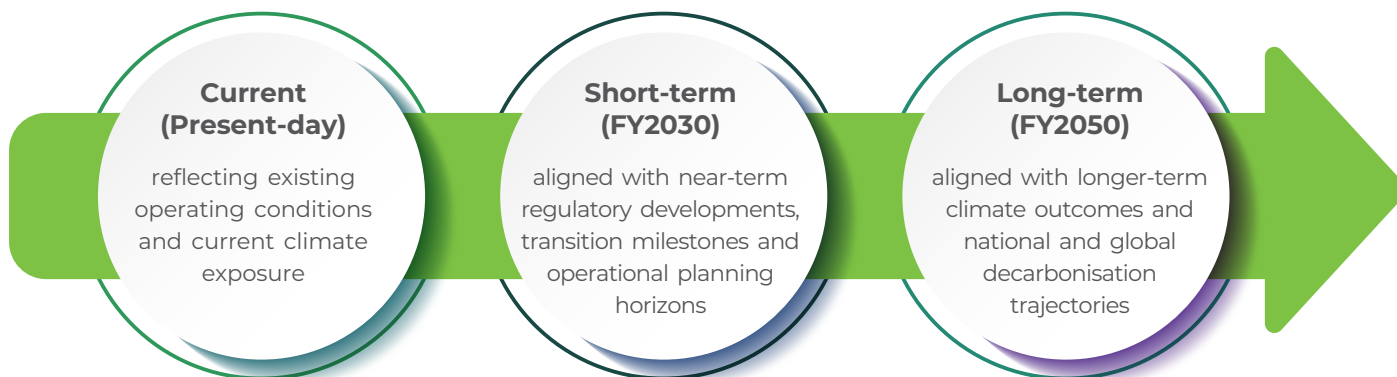 Current
(Present-day)
reflecting existing
operating conditions
and current climate
exposure
Short-term
(FY2030)
aligned with near-term
regulatory developments,
transition milestones and
operational planning
horizons
Long-term
(FY2050)
aligned with longer-term
climate outcomes and
national and global
decarbonisation
trajectories